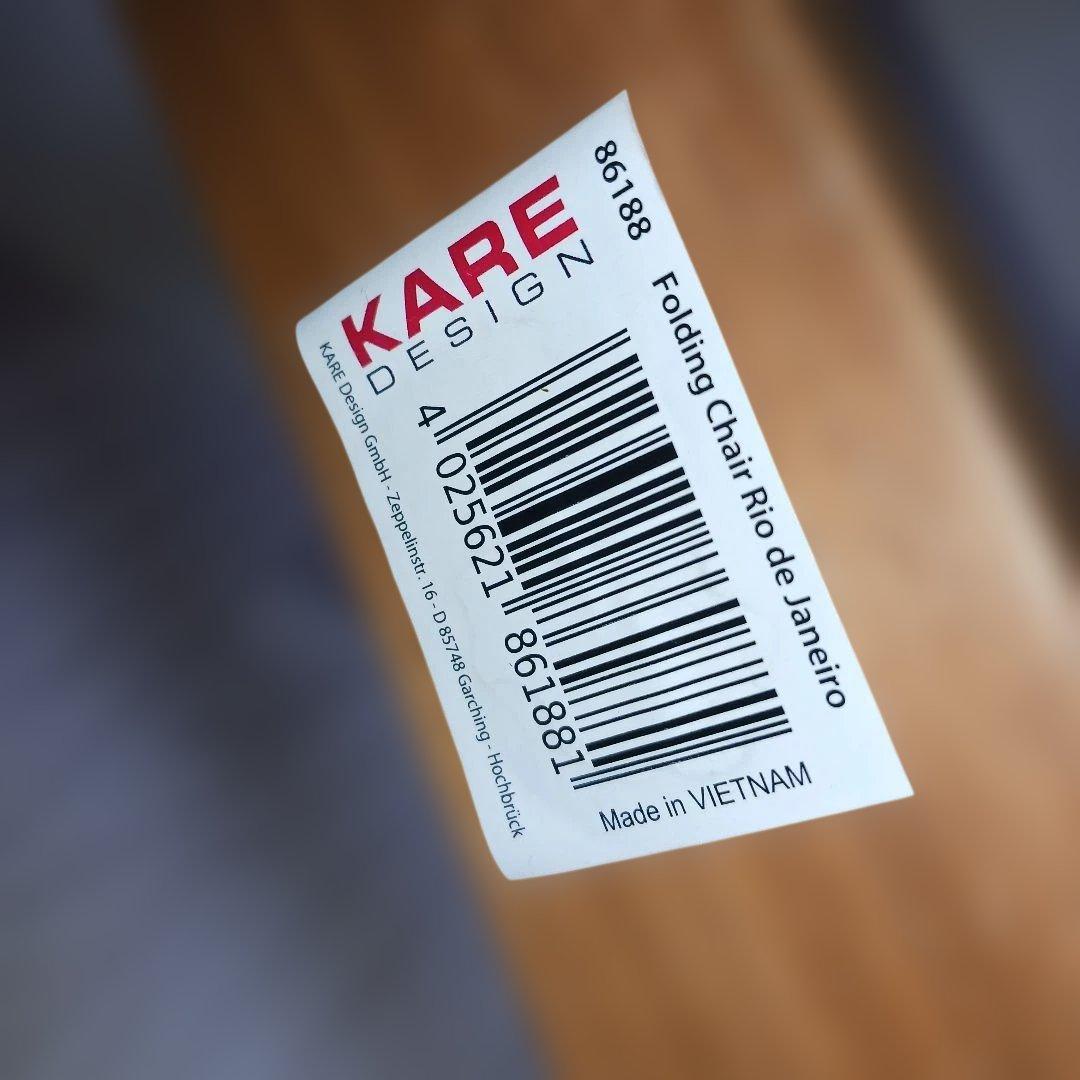 86188 Folding Chair Rio de Janeiro
KARE
DESIGN
4 025621 861881
Made in VIETNAM
KARE Design GmbH - Zeppelinstr. 16 - D 85748 Garching - Hochbrück